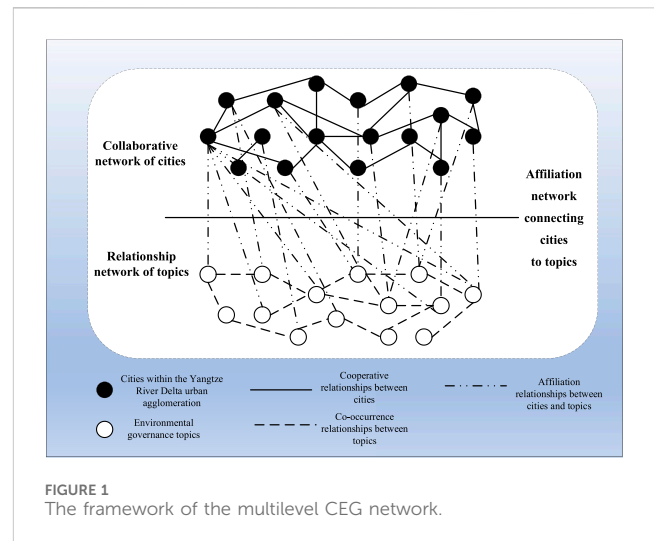 Collaborative
network of cities
Affiliation
network
connecting
cities
to topics
Relationship
network of topics
Cities within the Yangtze
River Delta urban
agglomeration
Cooperative
relationships between
cities
Affiliation
relationships between
cities and topics
Environmental
governance topics
Co-occurrence
relationships between
topics
FIGURE 1
The framework of the multilevel CEG network.